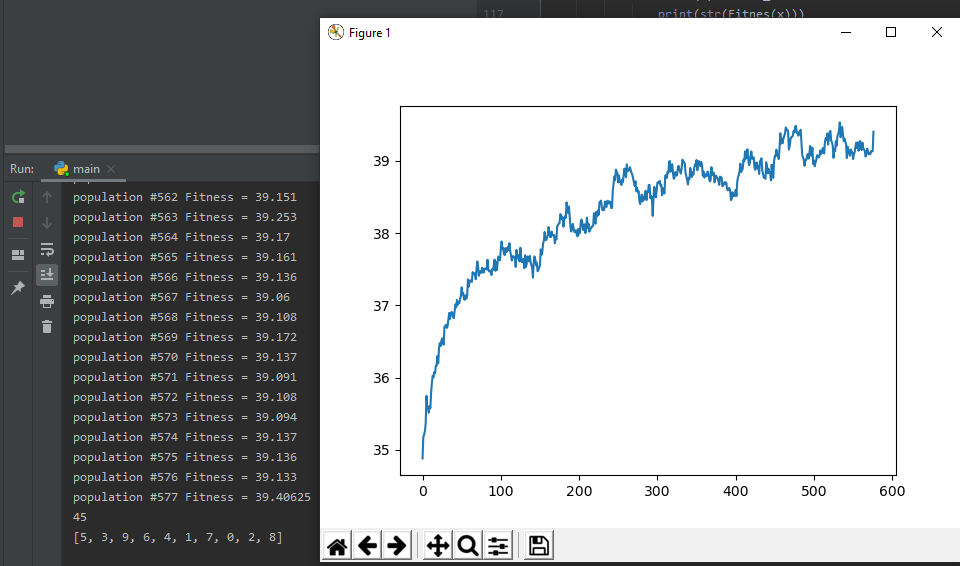 117
print(str(Fitnes(x)))
Figure 1
Run:
main
population #562 Fitness = 39.151
population #563 Fitness = 39.253
population #564 Fitness = 39.17
population #565 Fitness = 39.161
population #566 Fitness = 39.136
population #567 Fitness = 39.06
population #568 Fitness = 39.108
population #569 Fitness = 39.172
population #570 Fitness = 39.137
population #571 Fitness = 39.091
population #572 Fitness = 39.108
population #573 Fitness = 39.094
population #574 Fitness = 39.137
population #575 Fitness = 39.136
population #576 Fitness = 39.133
population #577 Fitness = 39.40625
45
[5, 3, 9, 6, 4, 1, 7, 0, 2, 8]
39
38
37
36
35
0 100 200 300 400 500 600